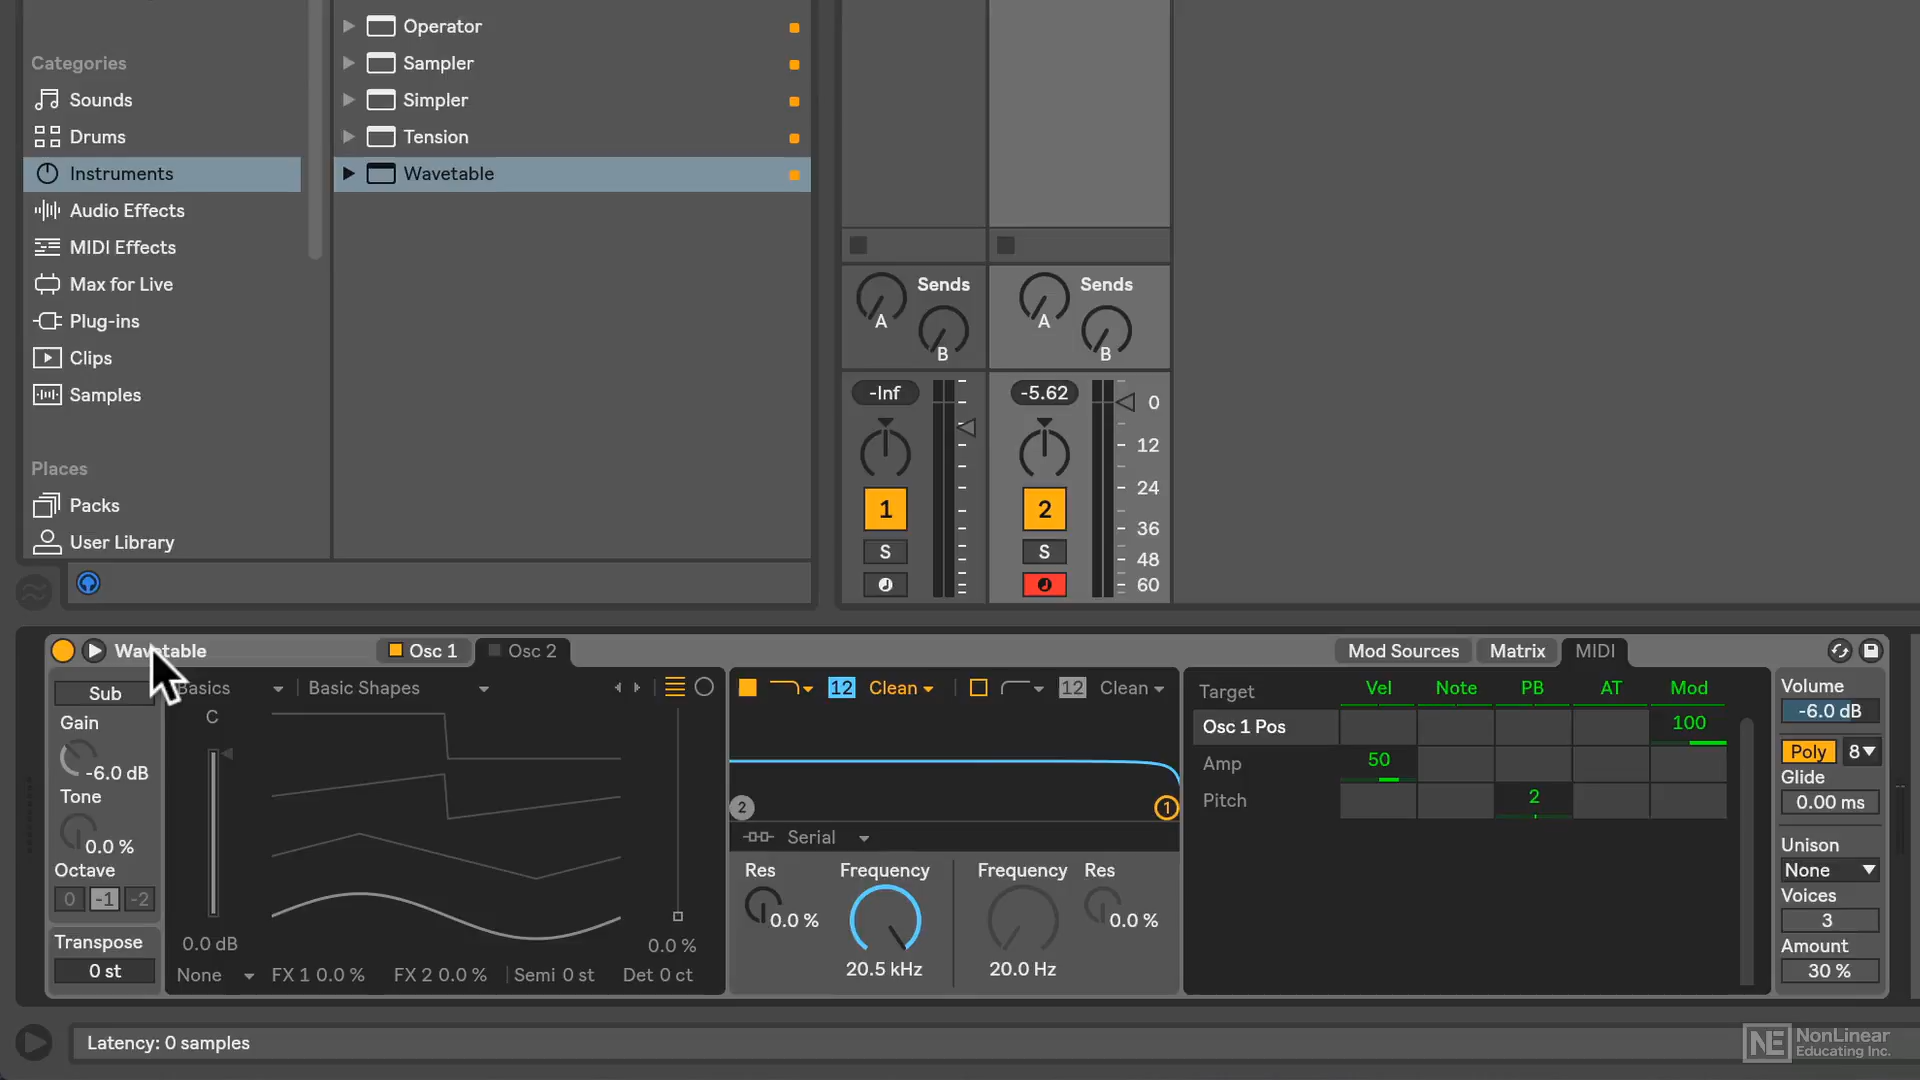 Operator
Categories
Sampler
Sounds
Simpler
Drums
Tension
Instruments
Wavetable
Audio Effects
MIDI Effects
Max for Live
Plug-ins
Clips
Samples
Places
Packs
User Library
Sends
A
B
-Inf
1
S
Sends
A
B
-5.62
0
12
24
36
48
60
2
S
Wavetable
Osc 1
Osc 2
Sub
Gain
-6.0 dB
Tone
0.0 %
Octave
0 -1 -2
Transpose
0 st
Basics
Basic Shapes
C
0.0 dB
0.0 %
None
FX 1 0.0 %
FX 2 0.0 %
Semi 0 st
Det 0 ct
12
Clean
12
Clean
2
1
Serial
Res
0.0 %
Frequency
20.5 kHz
Frequency
20.0 Hz
Res
0.0 %
Mod Sources
Matrix
MIDI
Target Vel Note PB AT Mod
Osc 1 Pos 100
Amp 50
Pitch 2
Volume
-6.0 dB
Poly 8
Glide
0.00 ms
Unison
None
Voices
3
Amount
30 %
Latency: 0 samples
NE NonLinear
Educating Inc.